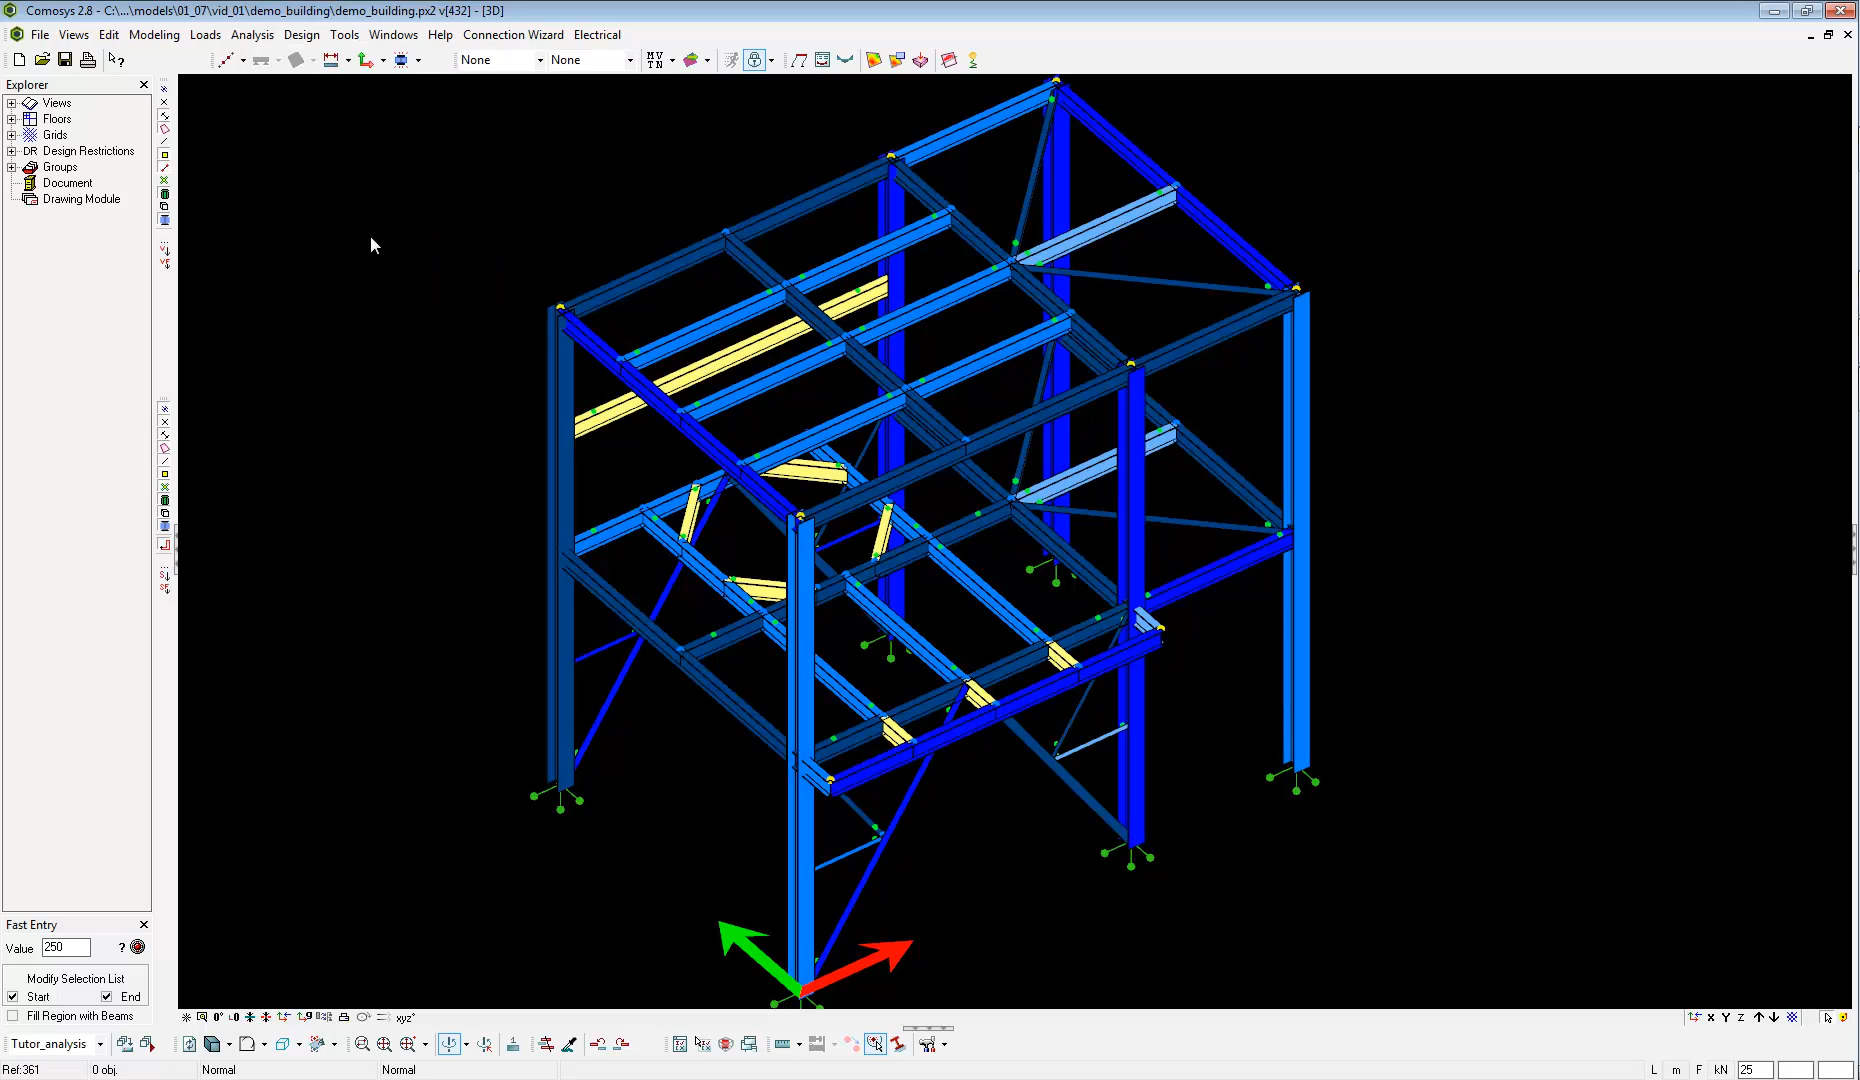 Comosys 2.8 - C:\...\models\01_07\vid_01\demo_building\demo_building.px2 v[432] - [3D]
File Views Edit Modeling Loads Analysis Design Tools Windows Help Connection Wizard Electrical
None None
M V
T N
Explorer
Views
Floors
Grids
DR Design Restrictions
Groups
Document
Drawing Module
V
VF
S
SF
Fast Entry
Value 250 ?
Modify Selection List
Start End
Fill Region with Beams
0° xyz°
X Y Z
Tutor_analysis
Ref:361 0 obj. Normal Normal L m F kN 25